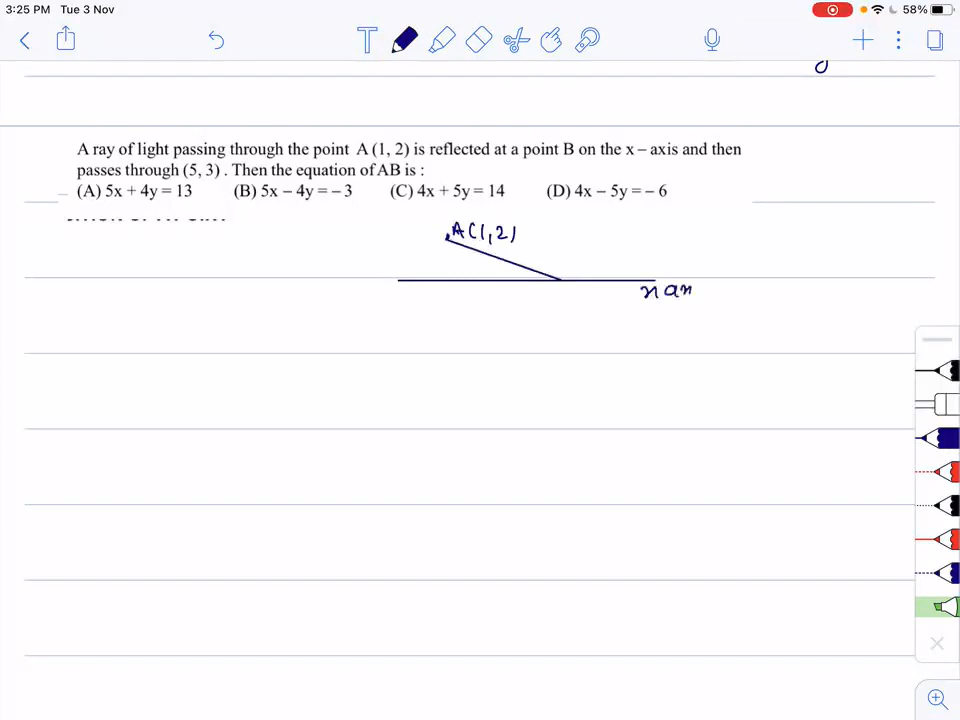 3:25 PM Tue 3 Nov
58%
A ray of light passing through the point A (1, 2) is reflected at a point B on the x – axis and then
passes through (5, 3) . Then the equation of AB is :
(A) 5x + 4y = 13 (B) 5x – 4y = – 3 (C) 4x + 5y = 14 (D) 4x – 5y = – 6
A(1,2)
x ax